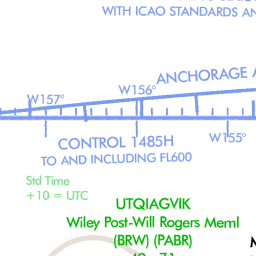 WITH ICAO STANDARDS AN
ANCHORAGE A
W156°
W157°
W155°
CONTROL 1485H
TO AND INCLUDING FL600
Std Time
+10 = UTC
UTQIAGVIK
Wiley Post-Will Rogers Meml
(BRW) (PABR)